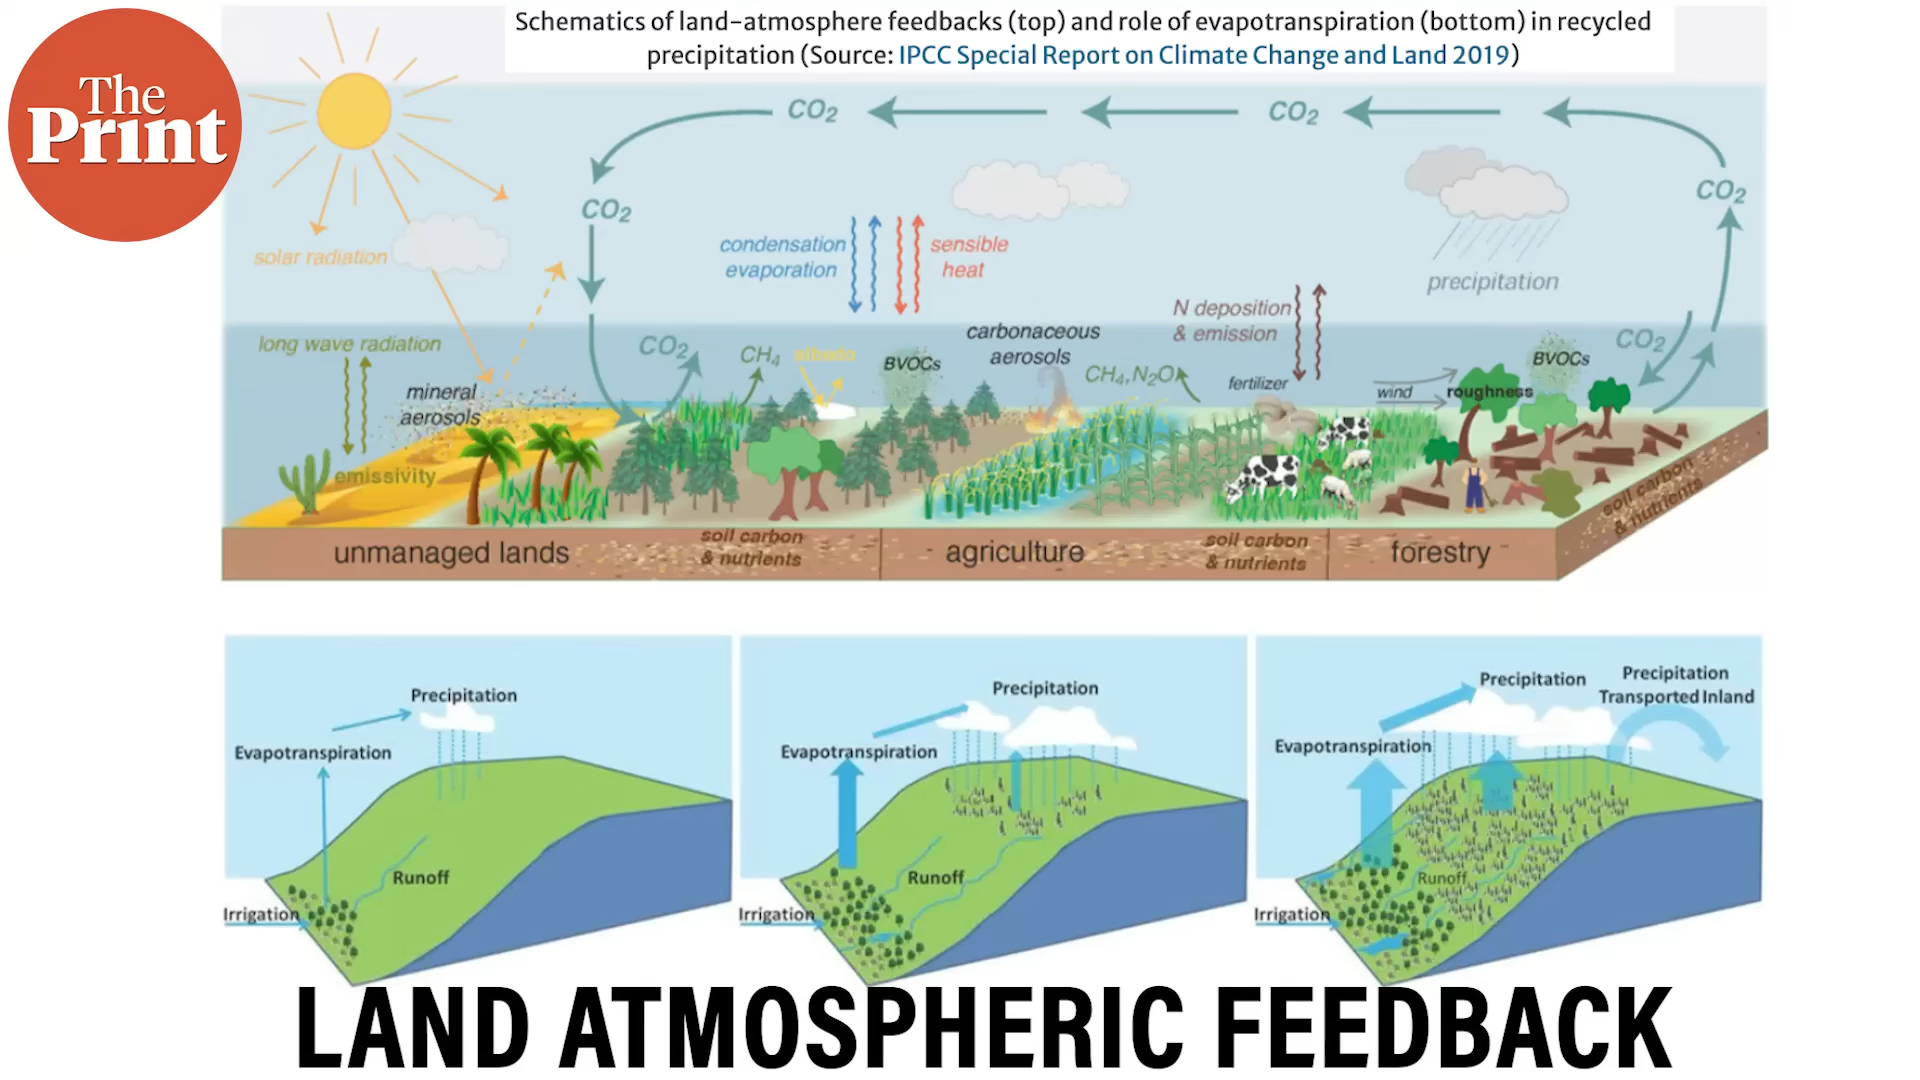 Schematics of land-atmosphere feedbacks (top) and role of evapotranspiration (bottom) in recycled
precipitation (Source: IPCC Special Report on Climate Change and Land 2019)
The
Print
CO2
CO2
CO2
CO2
solar radiation
condensation
evaporation
sensible
heat
precipitation
N deposition
& emission
long wave radiation
mineral
aerosols
emissivity
CO2
CH4
albedo
BVOCs
carbonaceous
aerosols
CH4, N2O
fertilizer
wind
roughness
BVOCs
CO2
unmanaged lands
soil carbon
& nutrients
agriculture
soil carbon
& nutrients
forestry
soil carbon
& nutrients
Precipitation
Evapotranspiration
Runoff
Irrigation
Precipitation
Evapotranspiration
Runoff
Irrigation
Precipitation
Precipitation
Transported Inland
Evapotranspiration
Runoff
Irrigation
LAND ATMOSPHERIC FEEDBACK